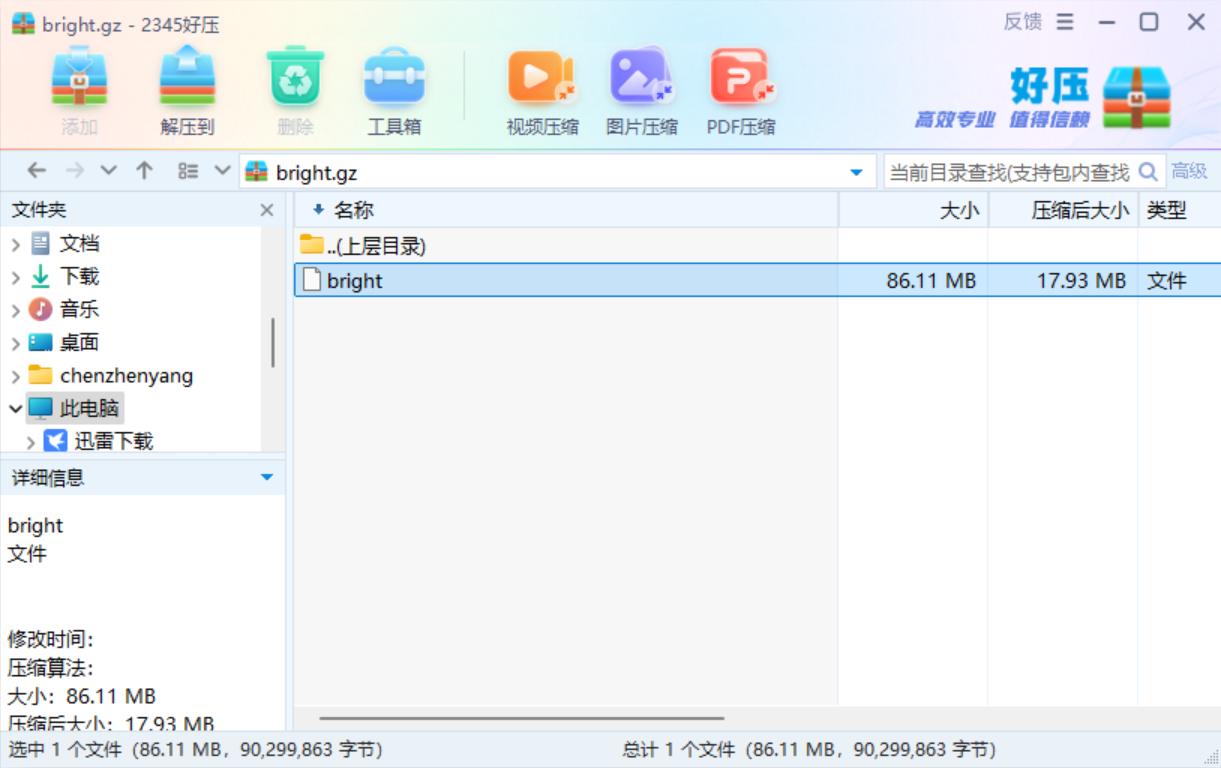 bright.gz - 2345好压
反馈
添加
解压到
删除
工具箱
视频压缩
图片压缩
PDF压缩
好压
高效专业 值得信赖
bright.gz
当前目录查找(支持包内查找
高级
文件夹
名称
大小
压缩后大小
类型
文档
下载
音乐
桌面
chenzhenyang
此电脑
迅雷下载
..(上层目录)
bright
86.11 MB
17.93 MB
文件
详细信息
bright
文件
修改时间:
压缩算法:
大小: 86.11 MB
压缩后大小: 17.93 MB
选中 1 个文件（86.11 MB，90,299,863 字节）
总计 1 个文件（86.11 MB，90,299,863 字节）